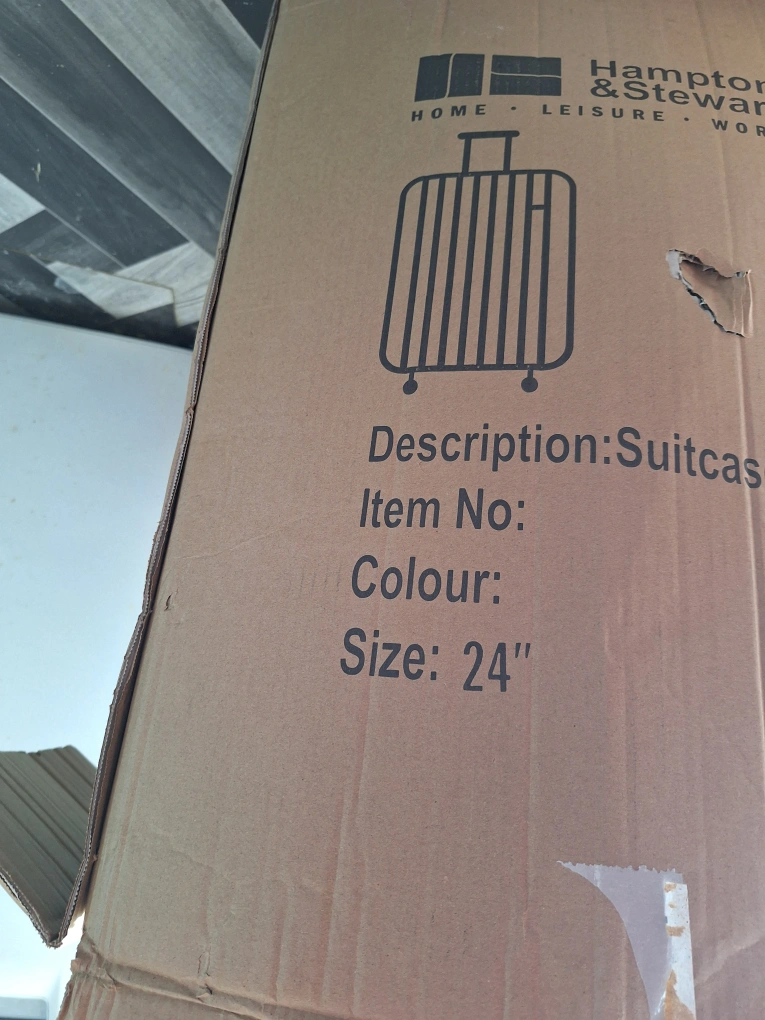 Hampton
&Stewar
HOME · LEISURE · WOR
Description:Suitcas
Item No:
Colour:
Size: 24"